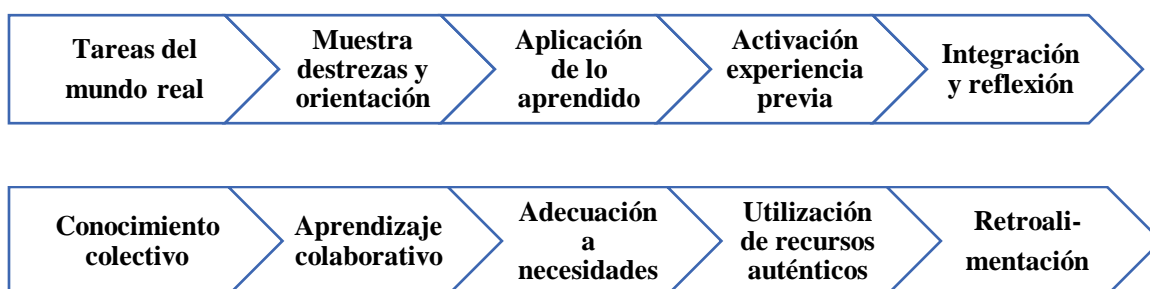 Tareas del
mundo real
Muestra
destrezas y
orientación
Aplicación
de lo
aprendido
Activación
experiencia
previa
Integración
y reflexión
Conocimiento
colectivo
Aprendizaje
colaborativo
Adecuación
a
necesidades
Utilización
de recursos
auténticos
Retroali-
mentación